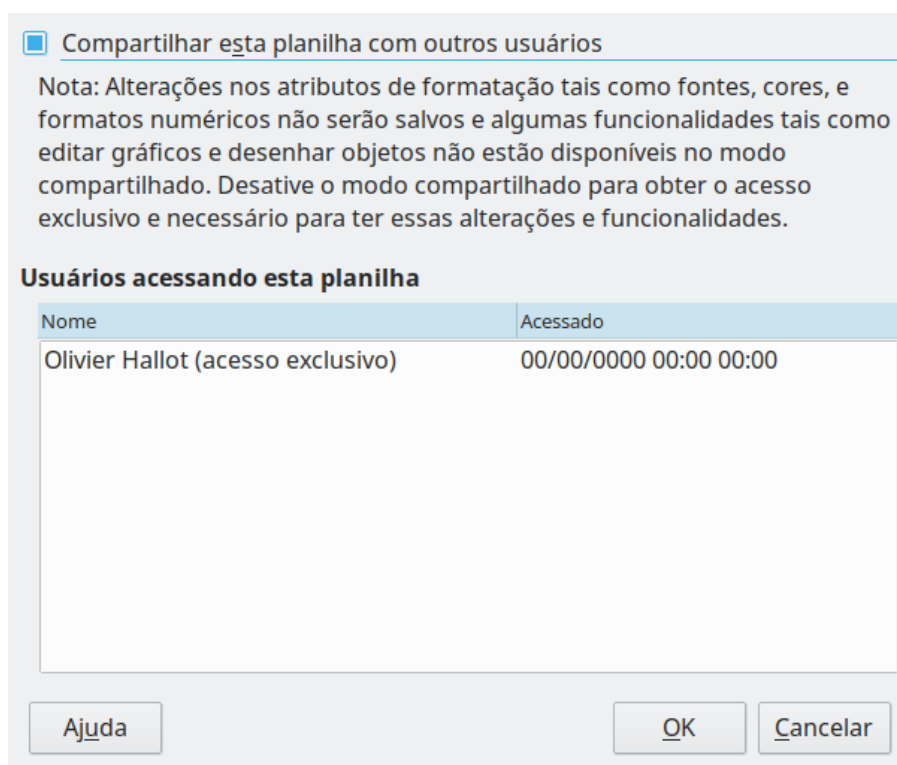 Compartilhar esta planilha com outros usuários
Nota: Alterações nos atributos de formatação tais como fontes, cores, e
formatos numéricos não serão salvos e algumas funcionalidades tais como
editar gráficos e desenhar objetos não estão disponíveis no modo
compartilhado. Desative o modo compartilhado para obter o acesso
exclusivo e necessário para ter essas alterações e funcionalidades.
Usuários acessando esta planilha
Nome Acessado
Olivier Hallot (acesso exclusivo) 00/00/0000 00:00 00:00
Ajuda OK Cancelar